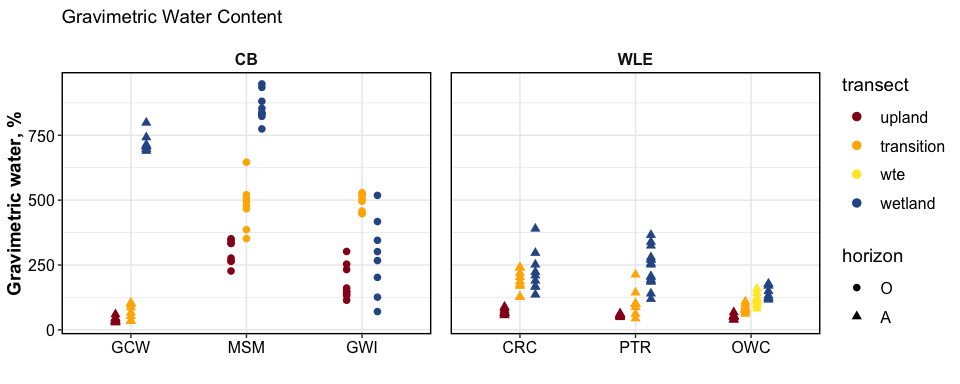 Gravimetric Water Content
CB
WLE
Gravimetric water, %
750
500
250
0
GCW
MSM
GWI
CRC
PTR
OWC
transect
upland
transition
wte
wetland
horizon
O
A